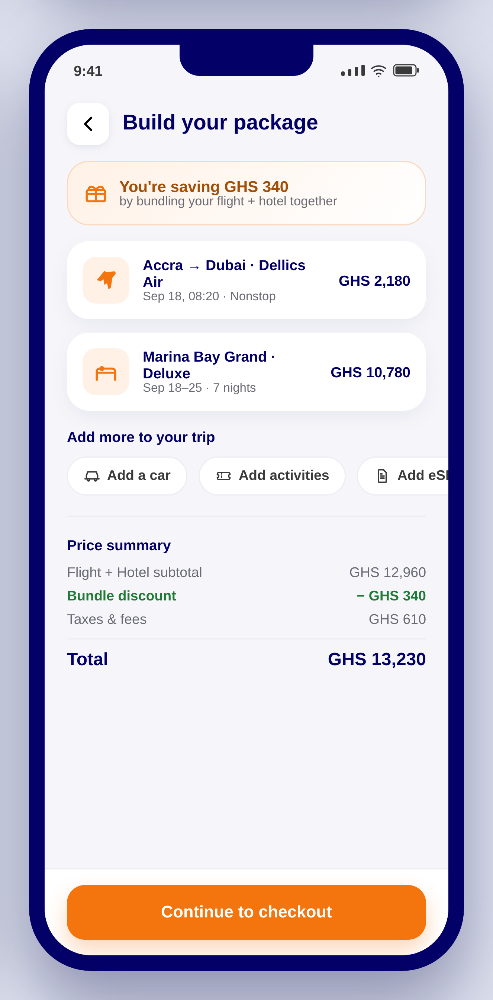 9:41
Build your package
You're saving GHS 340
by bundling your flight + hotel together
Accra → Dubai · Dellics
Air
GHS 2,180
Sep 18, 08:20 · Nonstop
Marina Bay Grand ·
Deluxe
GHS 10,780
Sep 18–25 · 7 nights
Add more to your trip
Add a car
Add activities
Add
Price summary
Flight + Hotel subtotal GHS 12,960
Bundle discount − GHS 340
Taxes & fees GHS 610
Total GHS 13,230
Continue to checkout